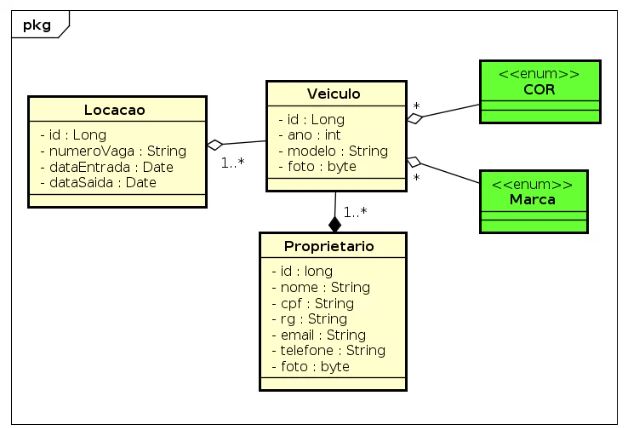 pkg
Locacao
- id : Long
- numeroVaga : String
- dataEntrada : Date
- dataSaida : Date
1..*
Veiculo
- id : Long
- ano : int
- modelo : String
- foto : byte
*
*
<<enum>>
COR
<<enum>>
Marca
1..*
Proprietario
- id : long
- nome : String
- cpf : String
- rg : String
- email : String
- telefone : String
- foto : byte